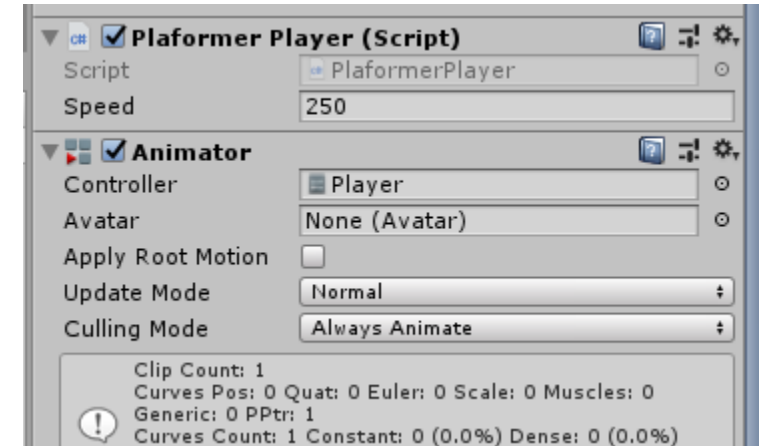 c# Plaformer Player (Script)
Script PlaformerPlayer
Speed 250
Animator
Controller Player
Avatar None (Avatar)
Apply Root Motion
Update Mode Normal
Culling Mode Always Animate
Clip Count: 1
Curves Pos: 0 Quat: 0 Euler: 0 Scale: 0 Muscles: 0
Generic: 0 PPtr: 1
Curves Count: 1 Constant: 0 (0.0%) Dense: 0 (0.0%)